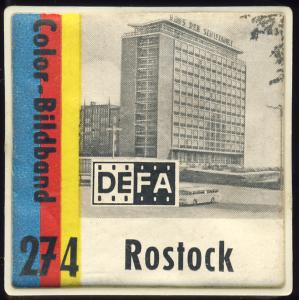 Color-Bildband
HAUS DER SCHIFFAHRT
DEFA
274
Rostock